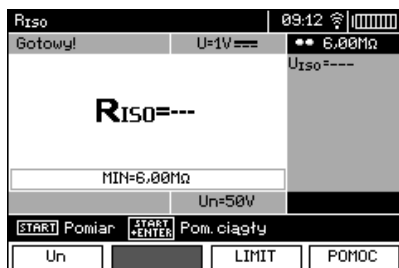 RISO 09:12
Gotowy! U=1V •• 6,00MΩ
UISO=---
RISO=---
MIN=6,00MΩ
Un=50V
START Pomiar START +ENTER Pom. ciągły
Un LIMIT POMOC